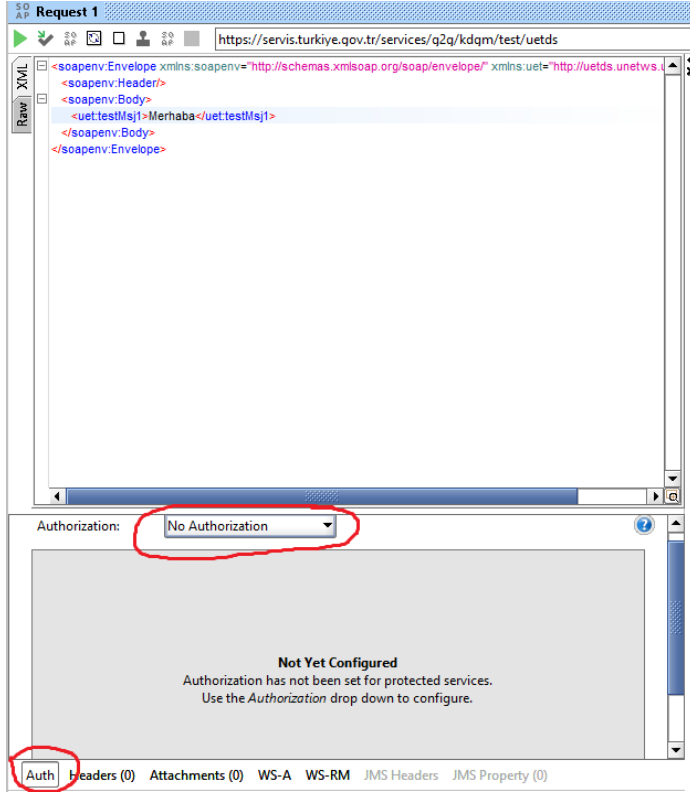 SOAP Request 1
https://servis.turkiye.gov.tr/services/g2g/kdgm/test/uetds
XML
Raw
<soapenv:Envelope xmlns:soapenv="http://schemas.xmlsoap.org/soap/envelope/" xmlns:uet="http://uetds.unetws.u
<soapenv:Header/>
<soapenv:Body>
<uet:testMsj1>Merhaba</uet:testMsj1>
</soapenv:Body>
</soapenv:Envelope>
Authorization: No Authorization
Not Yet Configured
Authorization has not been set for protected services.
Use the Authorization drop down to configure.
Auth Headers (0) Attachments (0) WS-A WS-RM JMS Headers JMS Property (0)